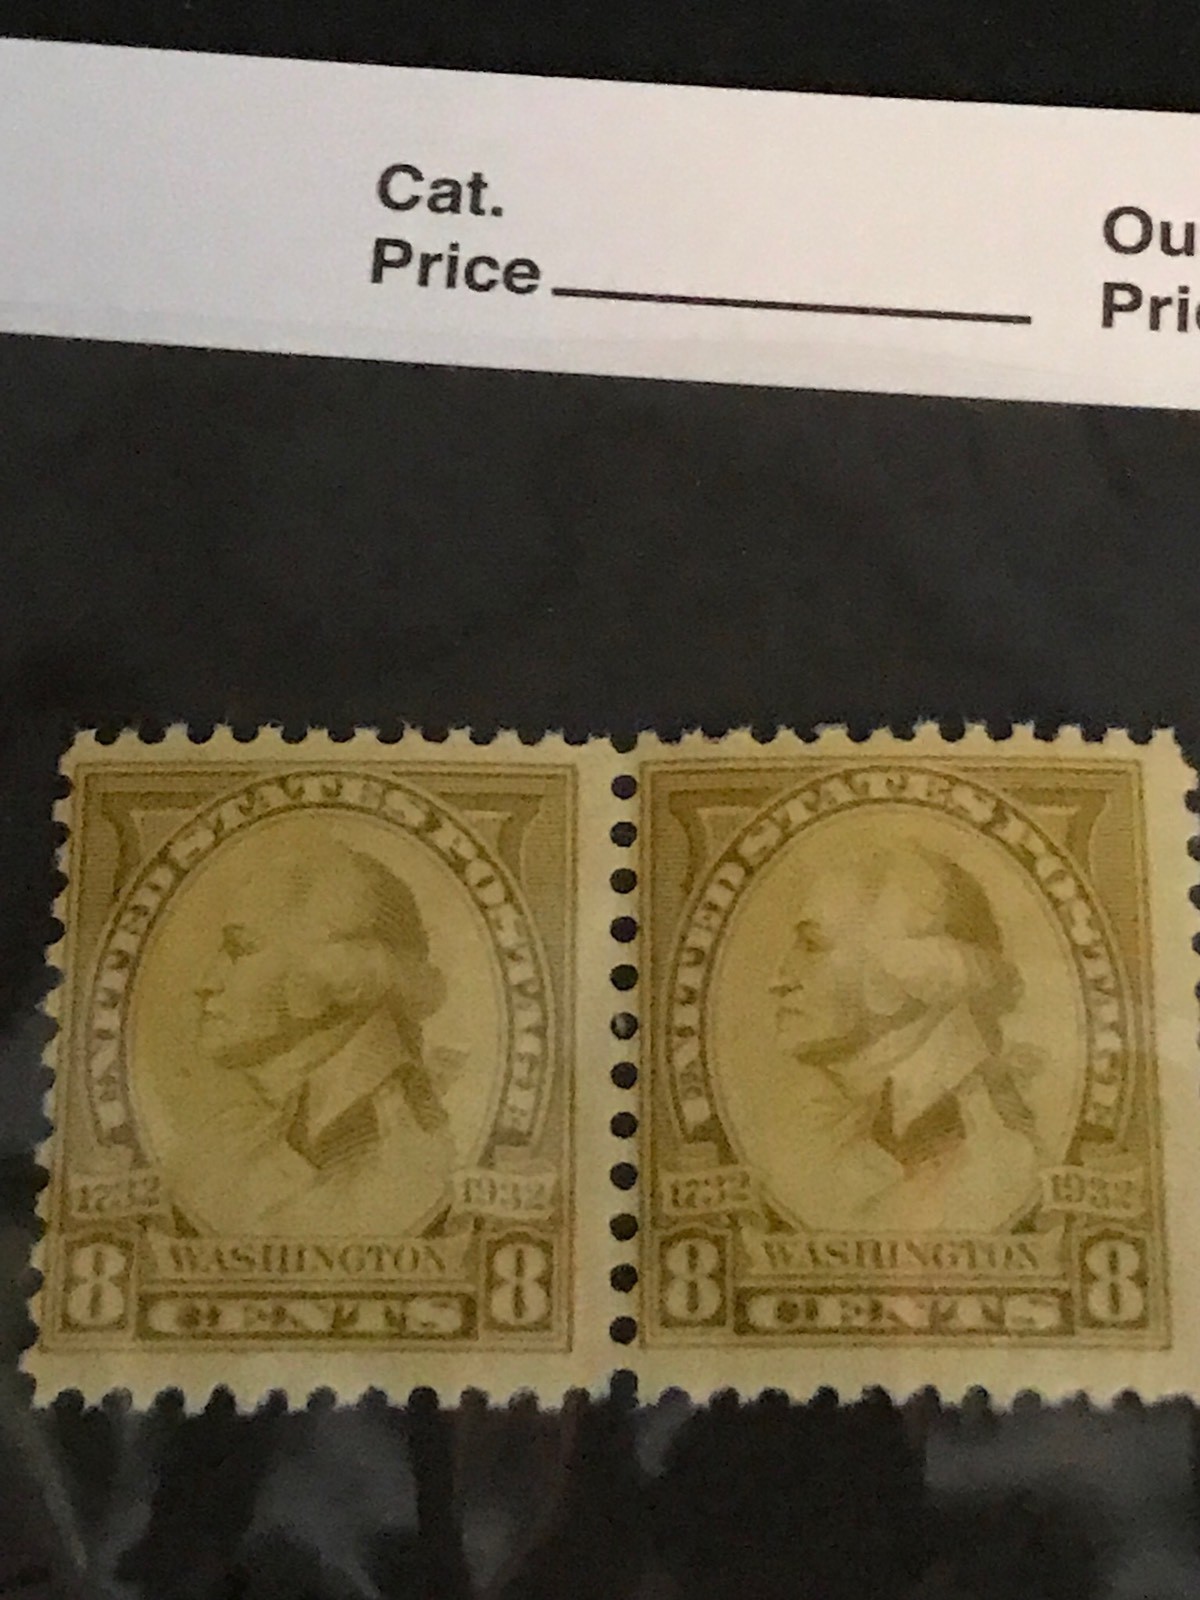 Cat.
Price
Ou
Pri
UNITED STATES POSTAGE
1732
1932
WASHINGTON
8
8
CENTS
UNITED STATES POSTAGE
1732
1932
WASHINGTON
8
8
CENTS